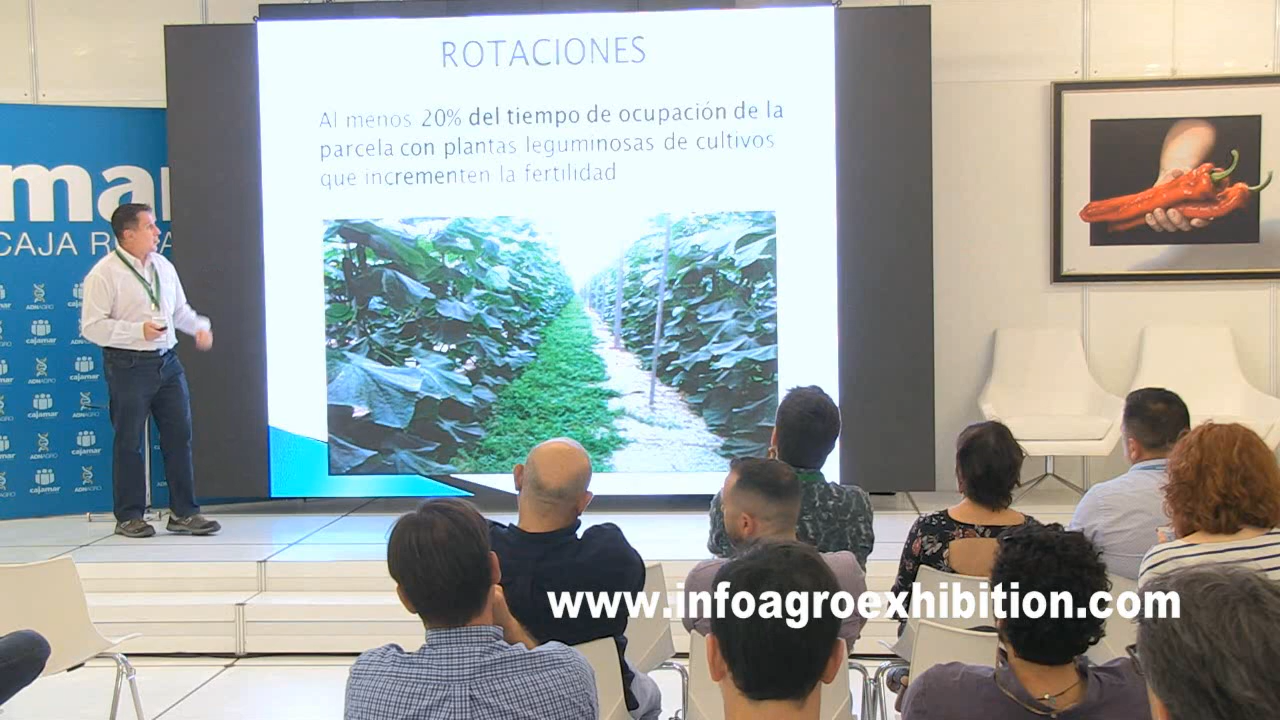 ROTACIONES
Al menos 20% del tiempo de ocupación de la
parcela con plantas leguminosas de cultivos
que incrementen la fertilidad
mar
CAJA R
www.infoagroexhibition.com
cajamar
ADNAGRO